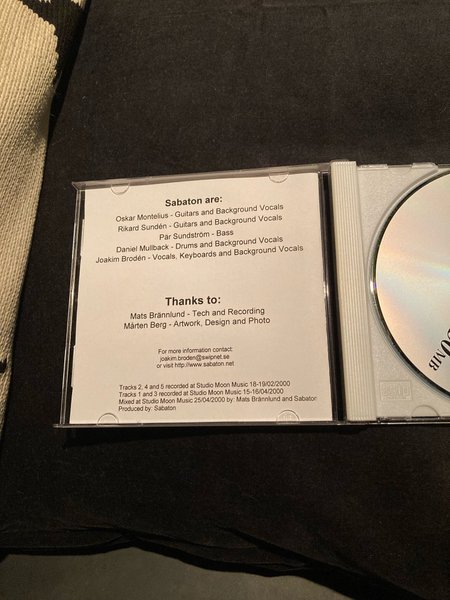 Sabaton are:
Oskar Montelius - Guitars and Background Vocals
Rikard Sundén - Guitars and Background Vocals
Pär Sundström - Bass
Daniel Mullback - Drums and Background Vocals
Joakim Brodén - Vocals, Keyboards and Background Vocals
Thanks to:
Mats Brännlund - Tech and Recording
Mårten Berg - Artwork, Design and Photo
For more information contact:
joakim.broden@swipnet.se
or visit http://www.sabaton.net
Tracks 2, 4 and 5 recorded at Studio Moon Music 18-19/02/2000
Tracks 1 and 3 recorded at Studio Moon Music 15-16/04/2000
Mixed at Studio Moon Music 25/04/2000 by: Mats Brännlund and Sabaton
Produced by: Sabaton